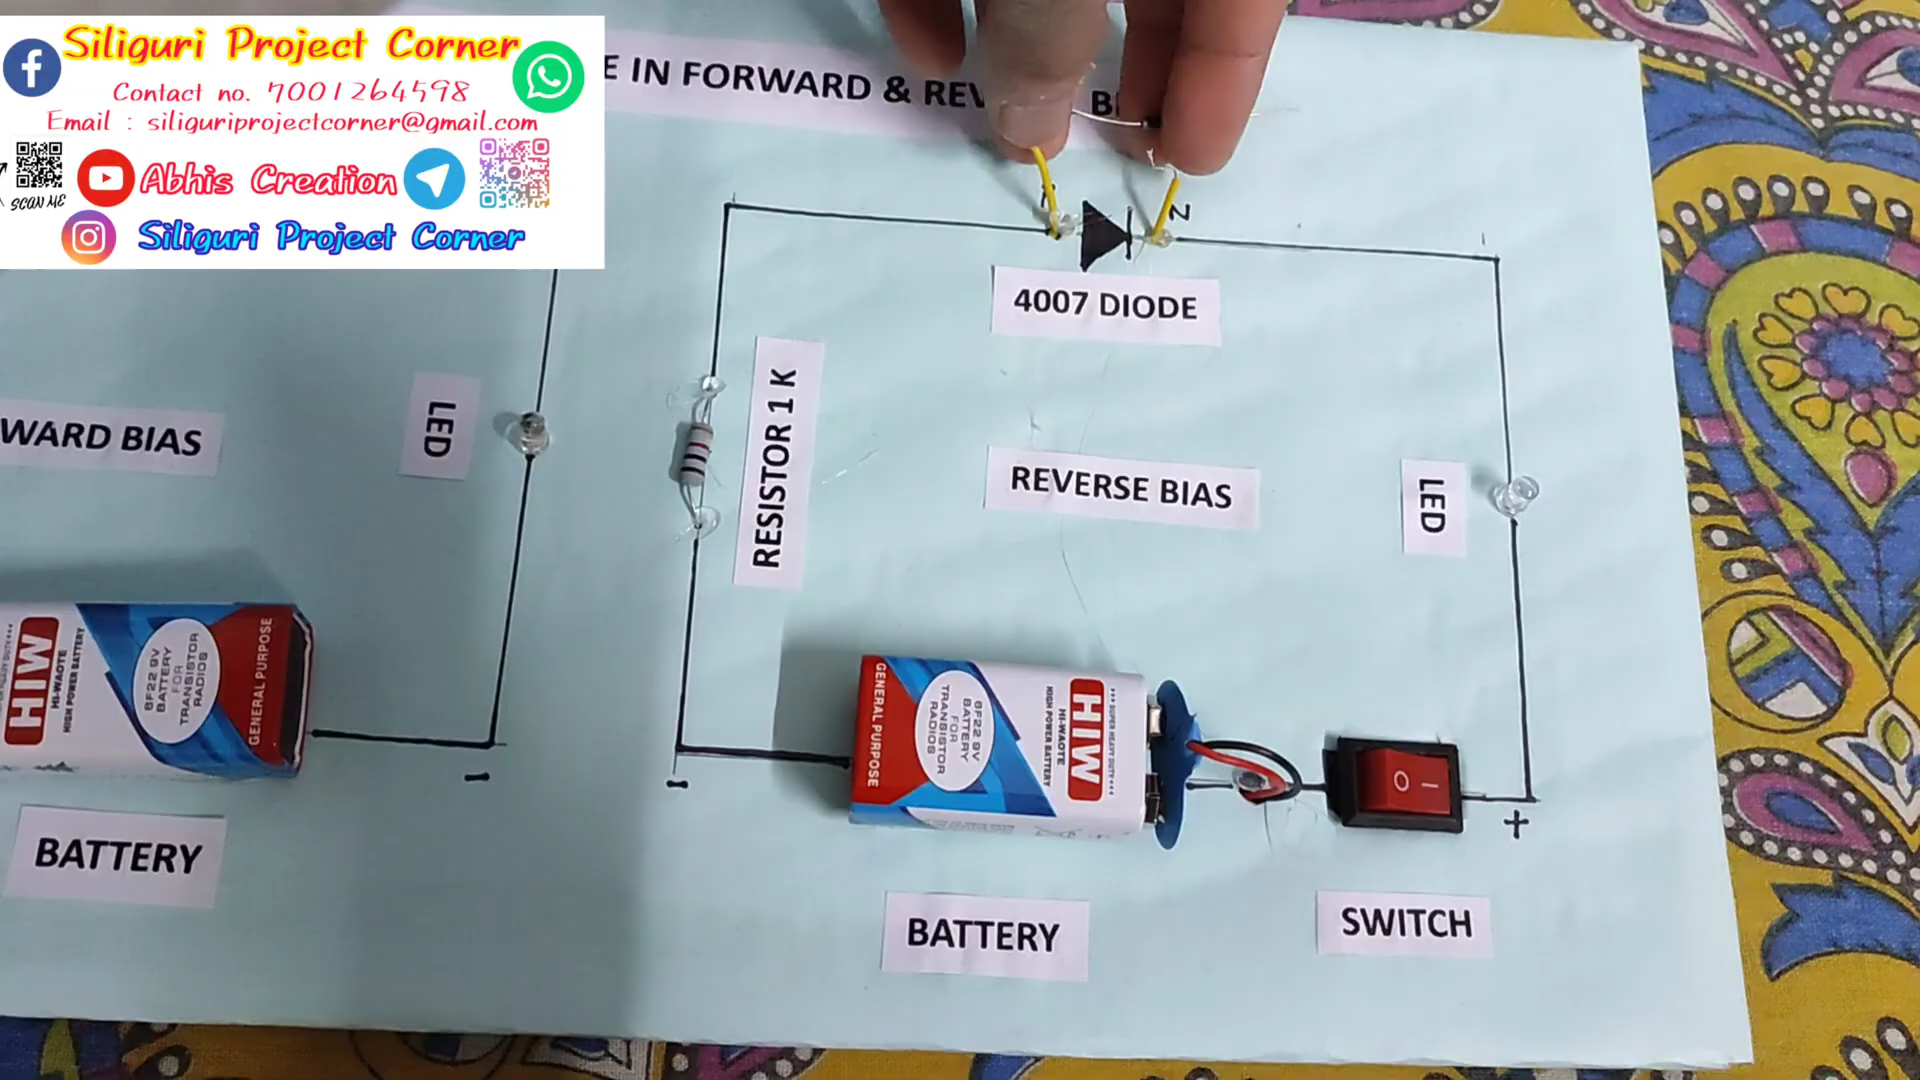 Siliguri Project Corner
Contact no. 7001264598
Email : siliguriprojectcorner@gmail.com
SCAN ME
Abhis Creation
Siliguri Project Corner
E IN FORWARD & REV
P
N
4007 DIODE
WARD BIAS
LED
RESISTOR 1 K
REVERSE BIAS
LED
HIW
HI-WAOTE
HIGH POWER BATTERY
6F22 9V
BATTERY
FOR
TRANSISTOR
RADIOS
GENERAL PURPOSE
-
BATTERY
-
GENERAL PURPOSE
6F22 9V
BATTERY
FOR
TRANSISTOR
RADIOS
HIW
HI-WAOTE
HIGH POWER BATTERY
SUPER HEAVY DUTY
O I
+
BATTERY
SWITCH